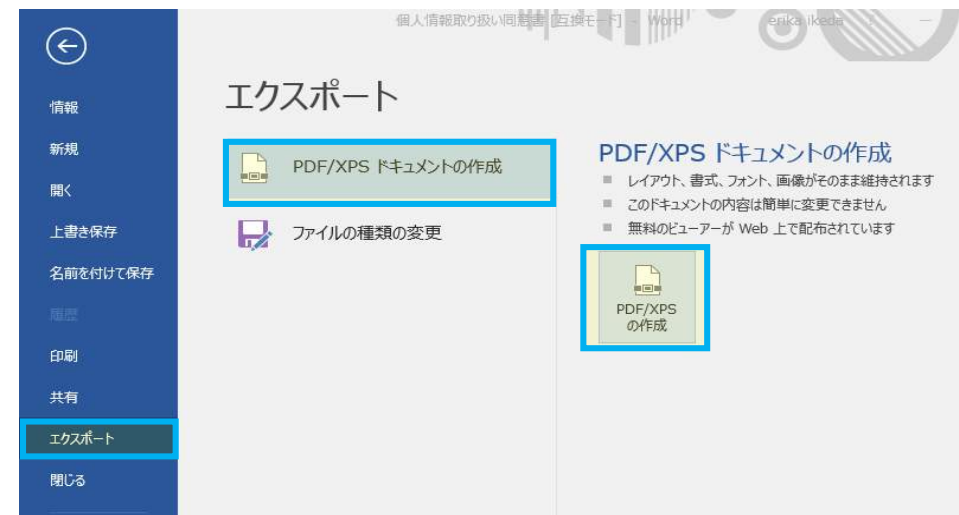 個人情報取り扱い同意書 [互換モード] - Word
erika ikeda
情報
新規
開く
上書き保存
名前を付けて保存
履歴
印刷
共有
エクスポート
閉じる
エクスポート
PDF/XPS ドキュメントの作成
ファイルの種類の変更
PDF/XPS ドキュメントの作成
レイアウト、書式、フォント、画像がそのまま維持されます
このドキュメントの内容は簡単に変更できません
無料のビューアーが Web 上で配布されています
PDF/XPS
の作成